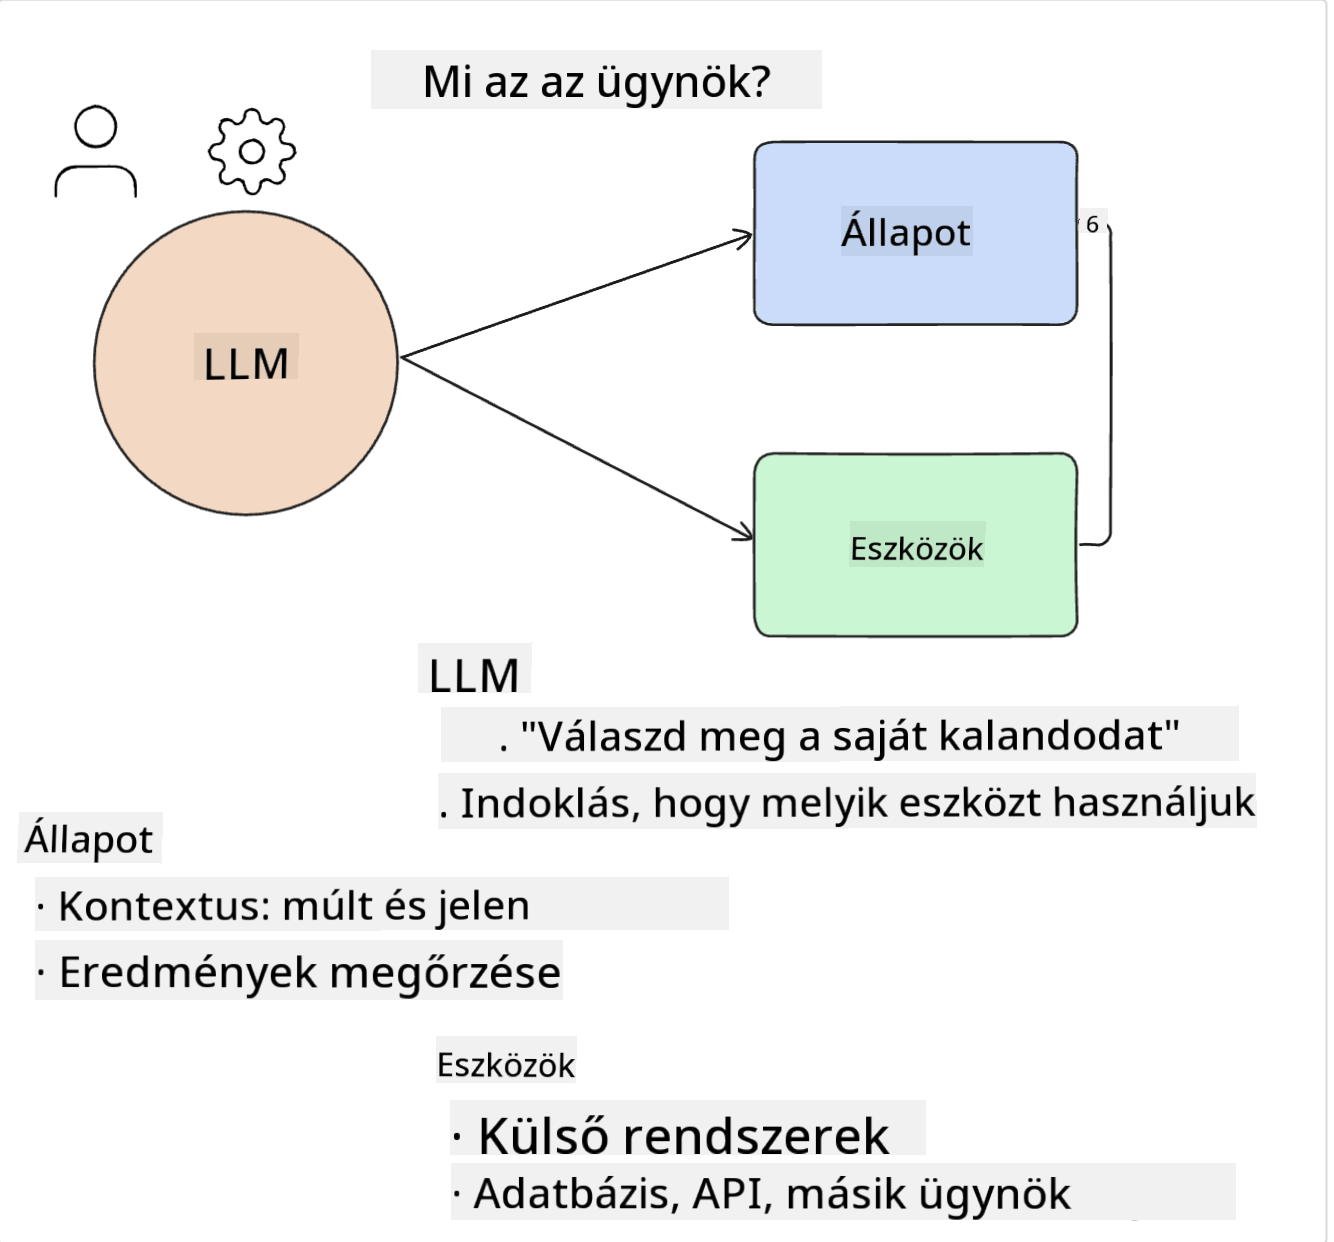 Mi az az ügynök?
Állapot
6
LLM
Eszközök
LLM
. "Válaszd meg a saját kalandodat"
. Indoklás, hogy melyik eszközt használjuk
Állapot
· Kontextus: múlt és jelen
· Eredmények megőrzése
Eszközök
· Külső rendszerek
· Adatbázis, API, másik ügynök